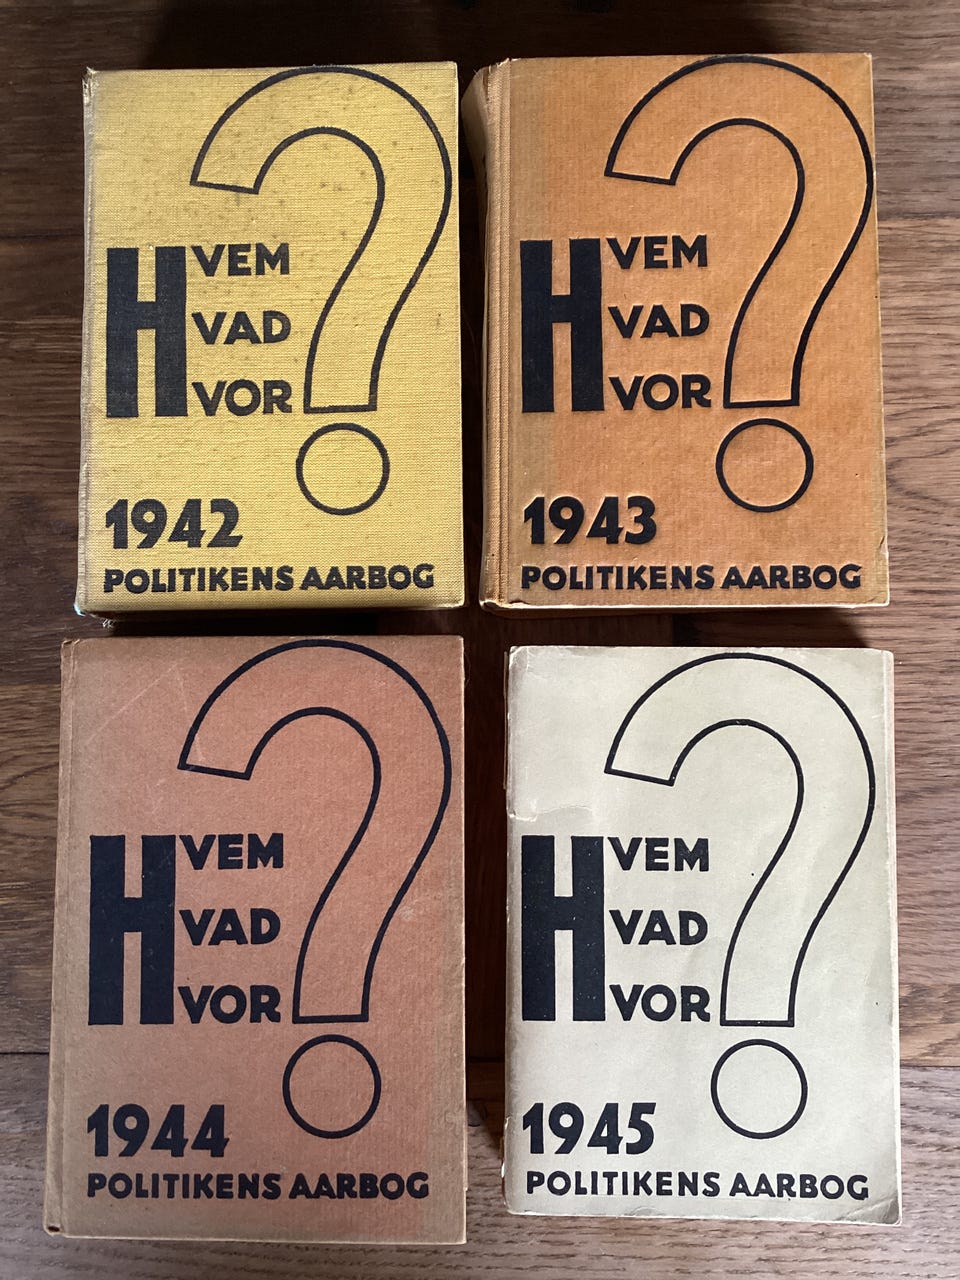 HVEM
HVAD
HVOR
?
1942
POLITIKENS AARBOG
HVEM
HVAD
HVOR
?
1943
POLITIKENS AARBOG
HVEM
HVAD
HVOR
?
1944
POLITIKENS AARBOG
HVEM
HVAD
HVOR
?
1945
POLITIKENS AARBOG